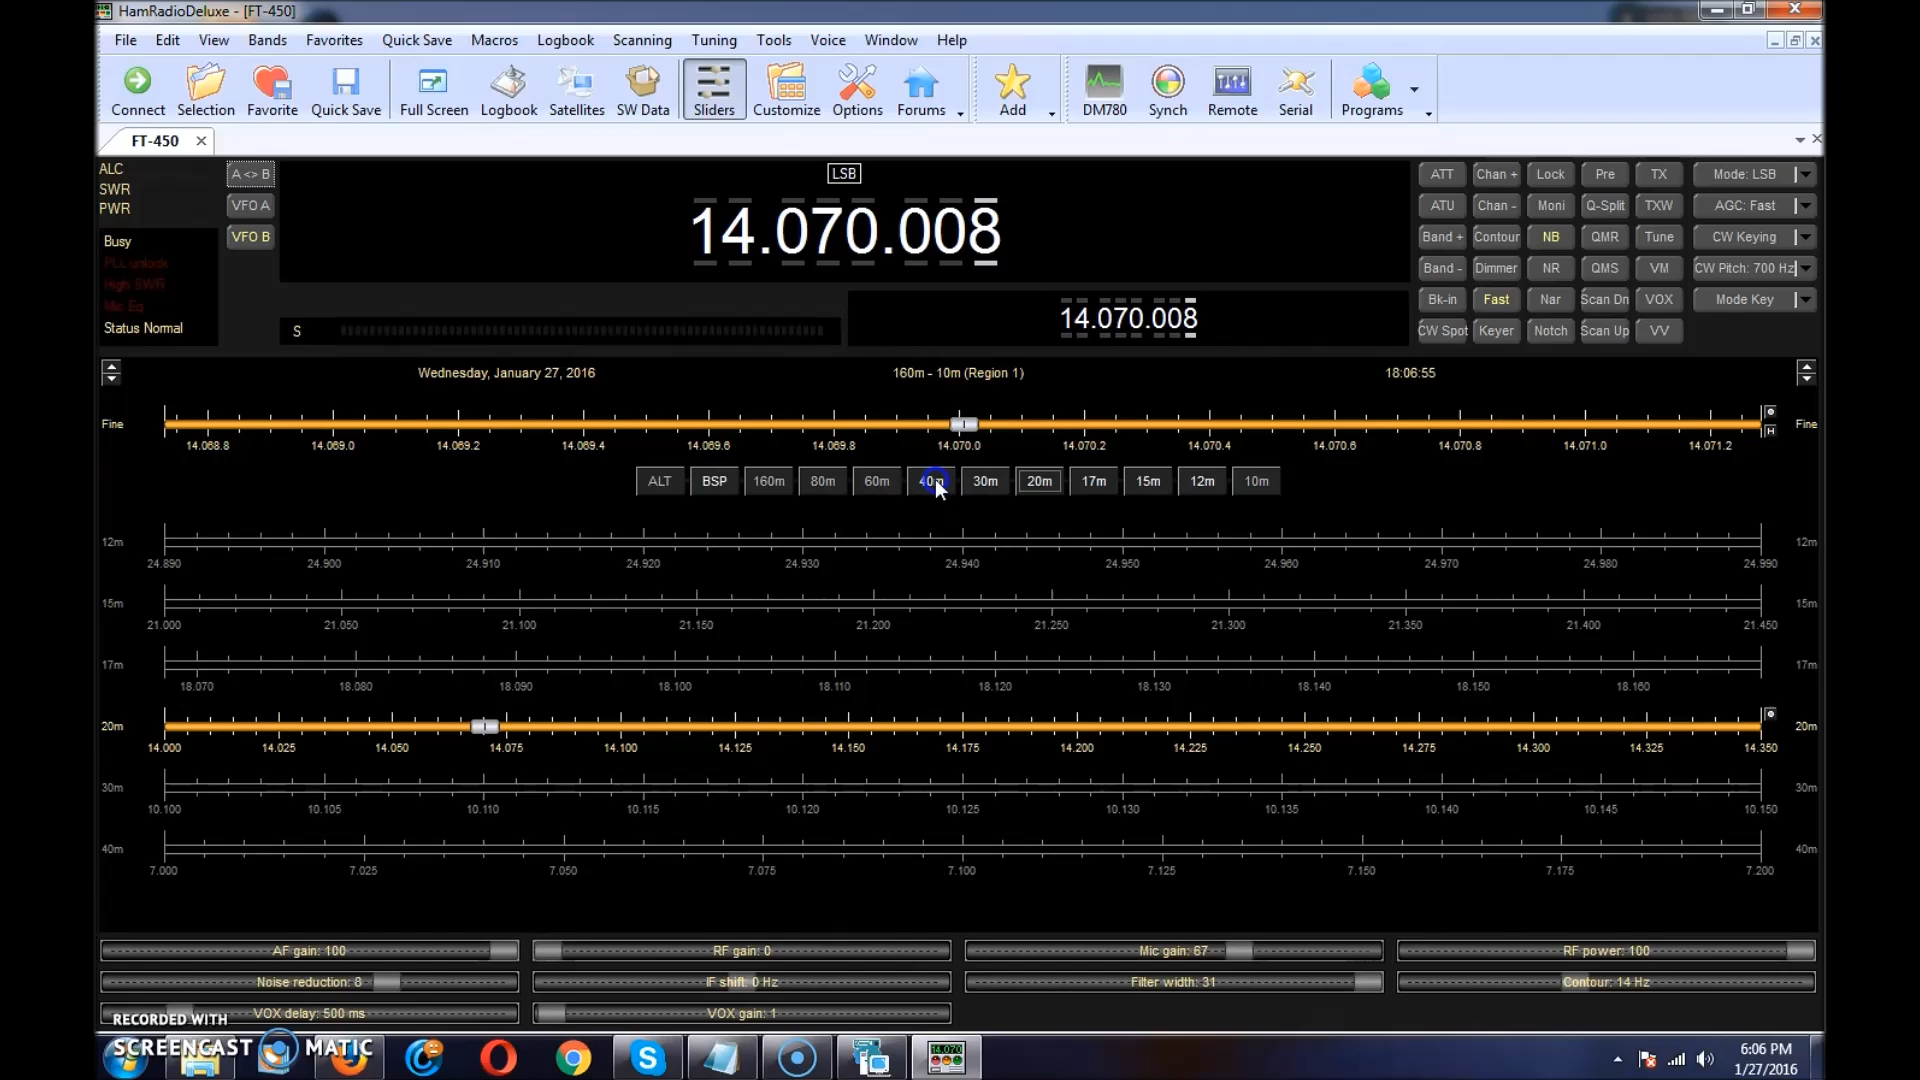 HamRadioDeluxe - [FT-450]
File Edit View Bands Favorites Quick Save Macros Logbook Scanning Tuning Tools Voice Window Help
Connect Selection Favorite Quick Save Full Screen Logbook Satellites SW Data Sliders Customize Options Forums Add DM780 Synch Remote Serial Programs
FT-450
ALC
SWR
PWR
Busy
PLL unlock
High SWR
Mic Eq
Status Normal
A <> B
VFO A
VFO B
LSB
14.070.008
S
14.070.008
ATT Chan + Lock Pre TX Mode: LSB
ATU Chan - Moni Q-Split TXW AGC: Fast
Band + Contour NB QMR Tune CW Keying
Band - Dimmer NR QMS VM CW Pitch: 700 Hz
Bk-in Fast Nar Scan Dn VOX Mode Key
CW Spot Keyer Notch Scan Up VV
Wednesday, January 27, 2016 160m - 10m (Region 1) 18:06:55
Fine Fine
H
14.068.8 14.069.0 14.069.2 14.069.4 14.069.6 14.069.8 14.070.0 14.070.2 14.070.4 14.070.6 14.070.8 14.071.0 14.071.2
ALT BSP 160m 80m 60m 40m 30m 20m 17m 15m 12m 10m
12m 12m
24.890 24.900 24.910 24.920 24.930 24.940 24.950 24.960 24.970 24.980 24.990
15m 15m
21.000 21.050 21.100 21.150 21.200 21.250 21.300 21.350 21.400 21.450
17m 17m
18.070 18.080 18.090 18.100 18.110 18.120 18.130 18.140 18.150 18.160
20m 20m
14.000 14.025 14.050 14.075 14.100 14.125 14.150 14.175 14.200 14.225 14.250 14.275 14.300 14.325 14.350
30m 30m
10.100 10.105 10.110 10.115 10.120 10.125 10.130 10.135 10.140 10.145 10.150
40m 40m
7.000 7.025 7.050 7.075 7.100 7.125 7.150 7.175 7.200
AF gain: 100 RF gain: 0 Mic gain: 67 RF power: 100
Noise reduction: 8 IF shift: 0 Hz Filter width: 31 Contour: 14 Hz
VOX delay: 500 ms VOX gain: 1
RECORDED WITH
SCREENCAST MATIC
14.070
6:06 PM
1/27/2016